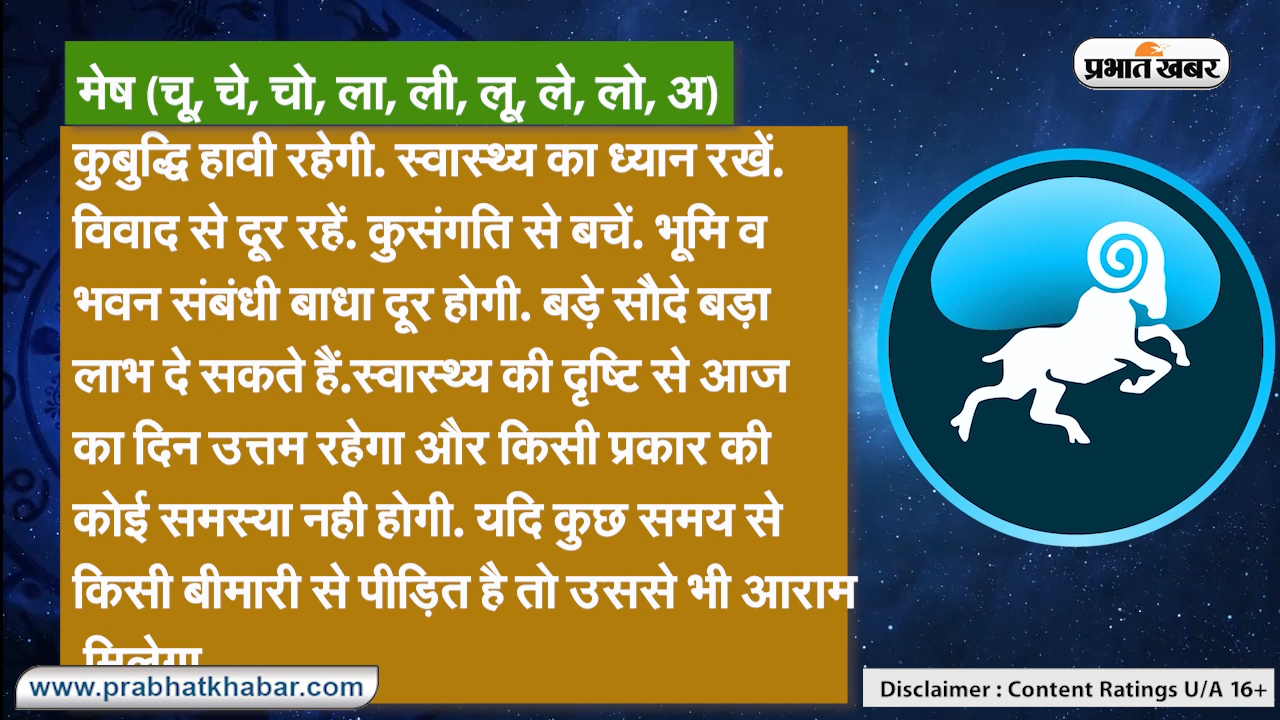 मेष (चू, चे, चो, ला, ली, लू, ले, लो, अ)
प्रभात खबर
कुबुद्धि हावी रहेगी. स्वास्थ्य का ध्यान रखें.
विवाद से दूर रहें. कुसंगति से बचें. भूमि व
भवन संबंधी बाधा दूर होगी. बड़े सौदे बड़ा
लाभ दे सकते हैं.स्वास्थ्य की दृष्टि से आज
का दिन उत्तम रहेगा और किसी प्रकार की
कोई समस्या नही होगी. यदि कुछ समय से
किसी बीमारी से पीड़ित है तो उससे भी आराम
मिलेगा
www.prabhatkhabar.com
Disclaimer : Content Ratings U/A 16+